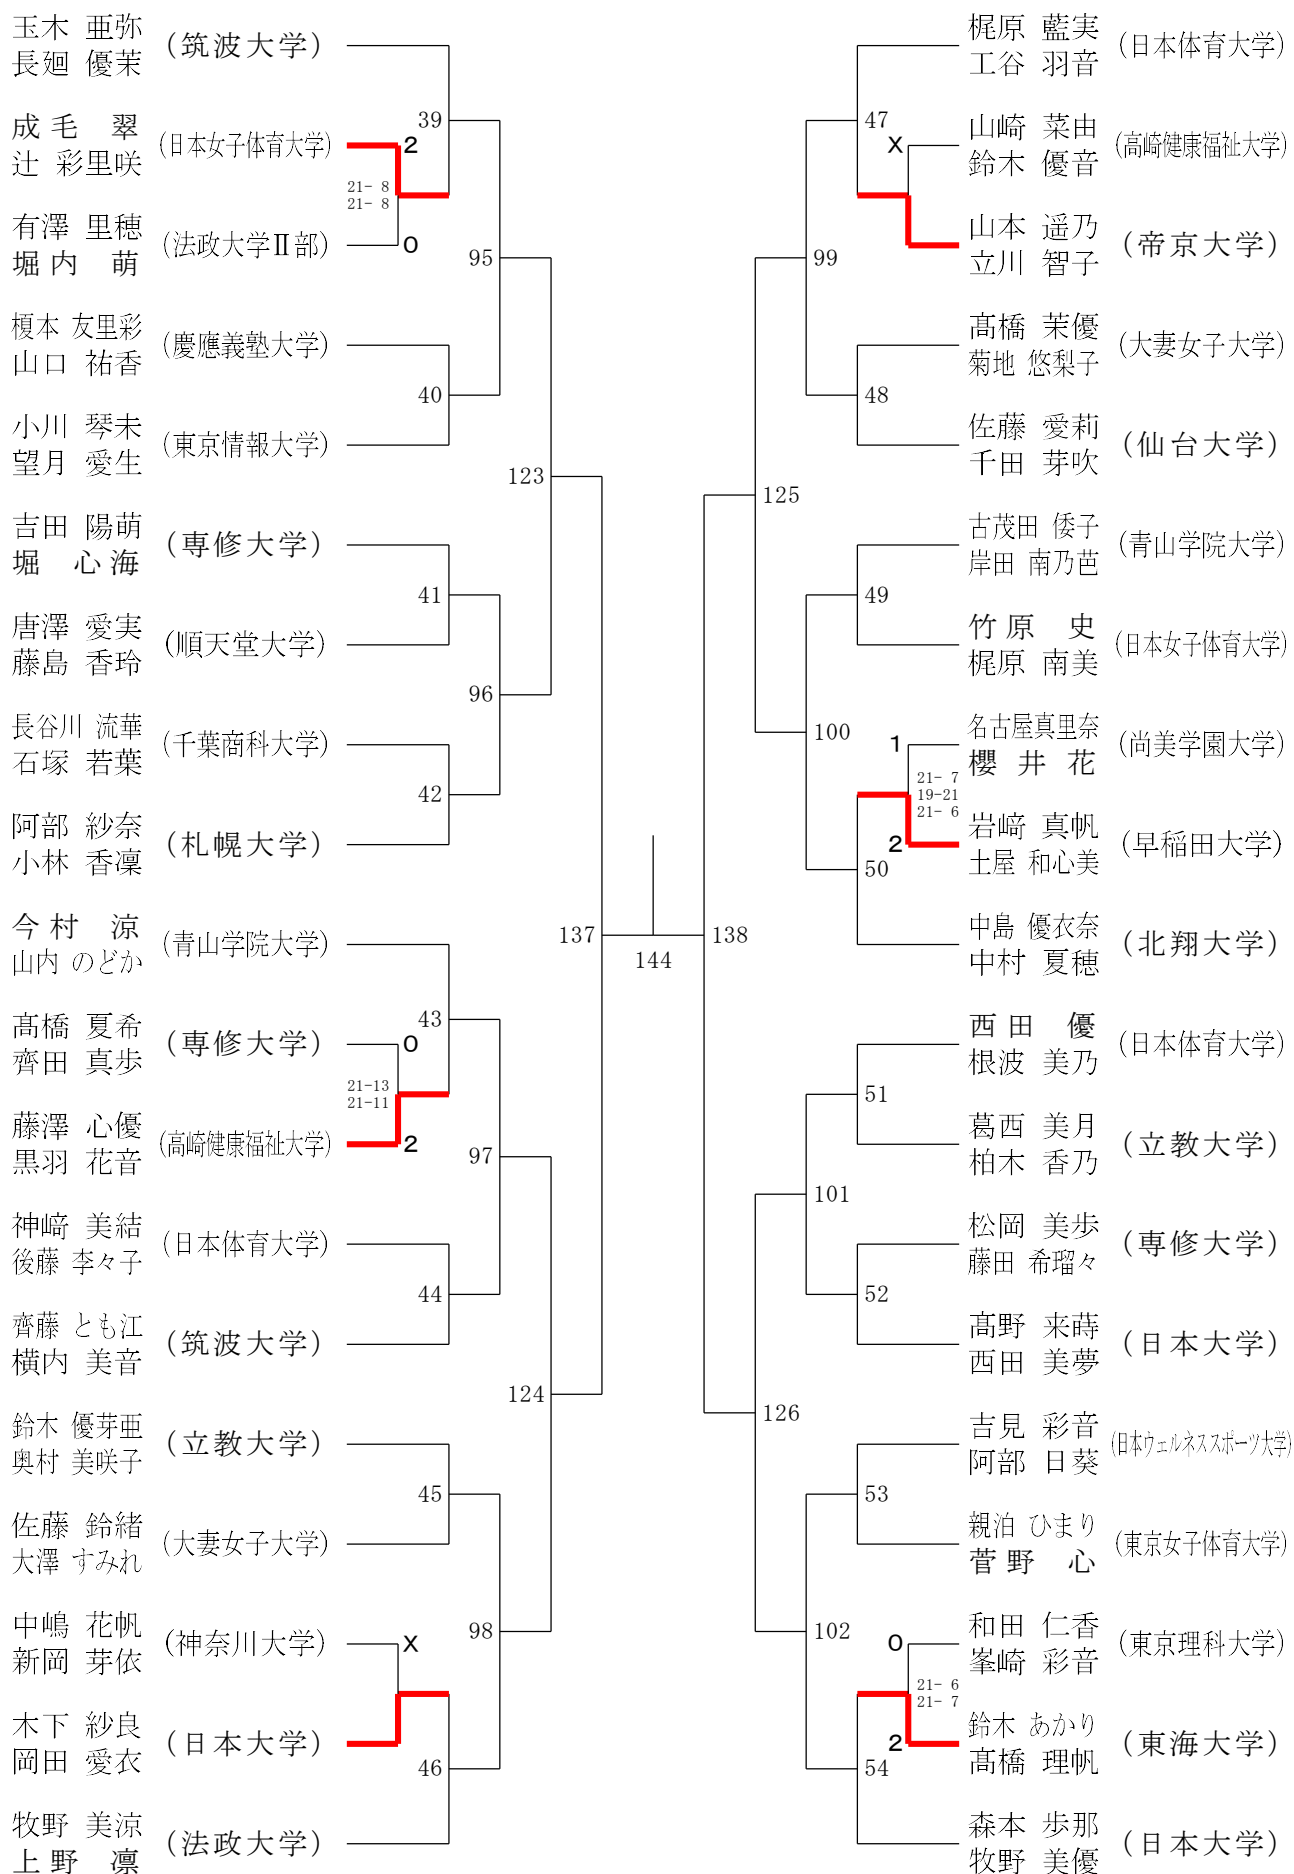 玉木 亜弥
長廻 優茉
(筑波大学)
39
成毛 翠
辻 彩里咲
(日本女子体育大学)
2
21- 8
21- 8
有澤 里穂
堀内 萌
(法政大学Ⅱ部)
0
95
榎本 友里彩
山口 祐香
(慶應義塾大学)
40
小川 琴未
望月 愛生
(東京情報大学)
123
吉田 陽萌
堀 心海
(専修大学)
41
唐澤 愛実
藤島 香玲
(順天堂大学)
96
長谷川 流華
石塚 若葉
(千葉商科大学)
42
阿部 紗奈
小林 香凜
(札幌大学)
137
今村 涼
山内 のどか
(青山学院大学)
43
髙橋 夏希
齊田 真歩
(専修大学)
0
21-13
21-11
藤澤 心優
黒羽 花音
(高崎健康福祉大学)
2
97
神﨑 美結
後藤 李々子
(日本体育大学)
44
齊藤 とも江
横内 美音
(筑波大学)
124
鈴木 優芽亜
奥村 美咲子
(立教大学)
45
佐藤 鈴緒
大澤 すみれ
(大妻女子大学)
98
中嶋 花帆
新岡 芽依
(神奈川大学)
X
木下 紗良
岡田 愛衣
(日本大学)
46
牧野 美涼
上野 凛
(法政大学)
144
138
梶原 藍実
工谷 羽音
(日本体育大学)
47
山崎 菜由
鈴木 優音
(高崎健康福祉大学)
X
山本 遥乃
立川 智子
(帝京大学)
99
髙橋 茉優
菊地 悠梨子
(大妻女子大学)
48
佐藤 愛莉
千田 芽吹
(仙台大学)
125
古茂田 倭子
岸田 南乃芭
(青山学院大学)
49
竹原 史
梶原 南美
(日本女子体育大学)
100
名古屋真里奈
櫻井 花
(尚美学園大学)
1
21- 7
19-21
21- 6
岩﨑 真帆
土屋 和心美
(早稲田大学)
2
50
中島 優衣奈
中村 夏穂
(北翔大学)
西田 優
根波 美乃
(日本体育大学)
51
葛西 美月
柏木 香乃
(立教大学)
101
松岡 美歩
藤田 希瑠々
(専修大学)
52
髙野 来蒔
西田 美夢
(日本大学)
126
吉見 彩音
阿部 日葵
(日本ウェルネススポーツ大学)
53
親泊 ひまり
菅野 心
(東京女子体育大学)
102
和田 仁香
峯崎 彩音
(東京理科大学)
0
21- 6
21- 7
鈴木 あかり
髙橋 理帆
(東海大学)
2
54
森本 歩那
牧野 美優
(日本大学)